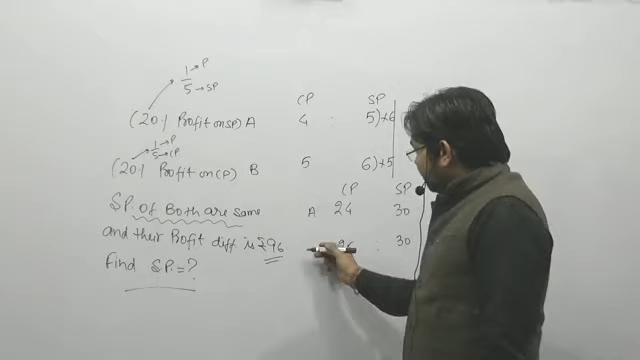 1 → P
5 → SP
(20% Profit on SP) A
CP SP
4 : 5) × 6
1 → P
5 → CP
(20% Profit on CP) B
5 6) × 5
CP SP
S.P. of Both are same
A 24 30
and their Profit diff is ₹96
: 30
Find S.P. = ?